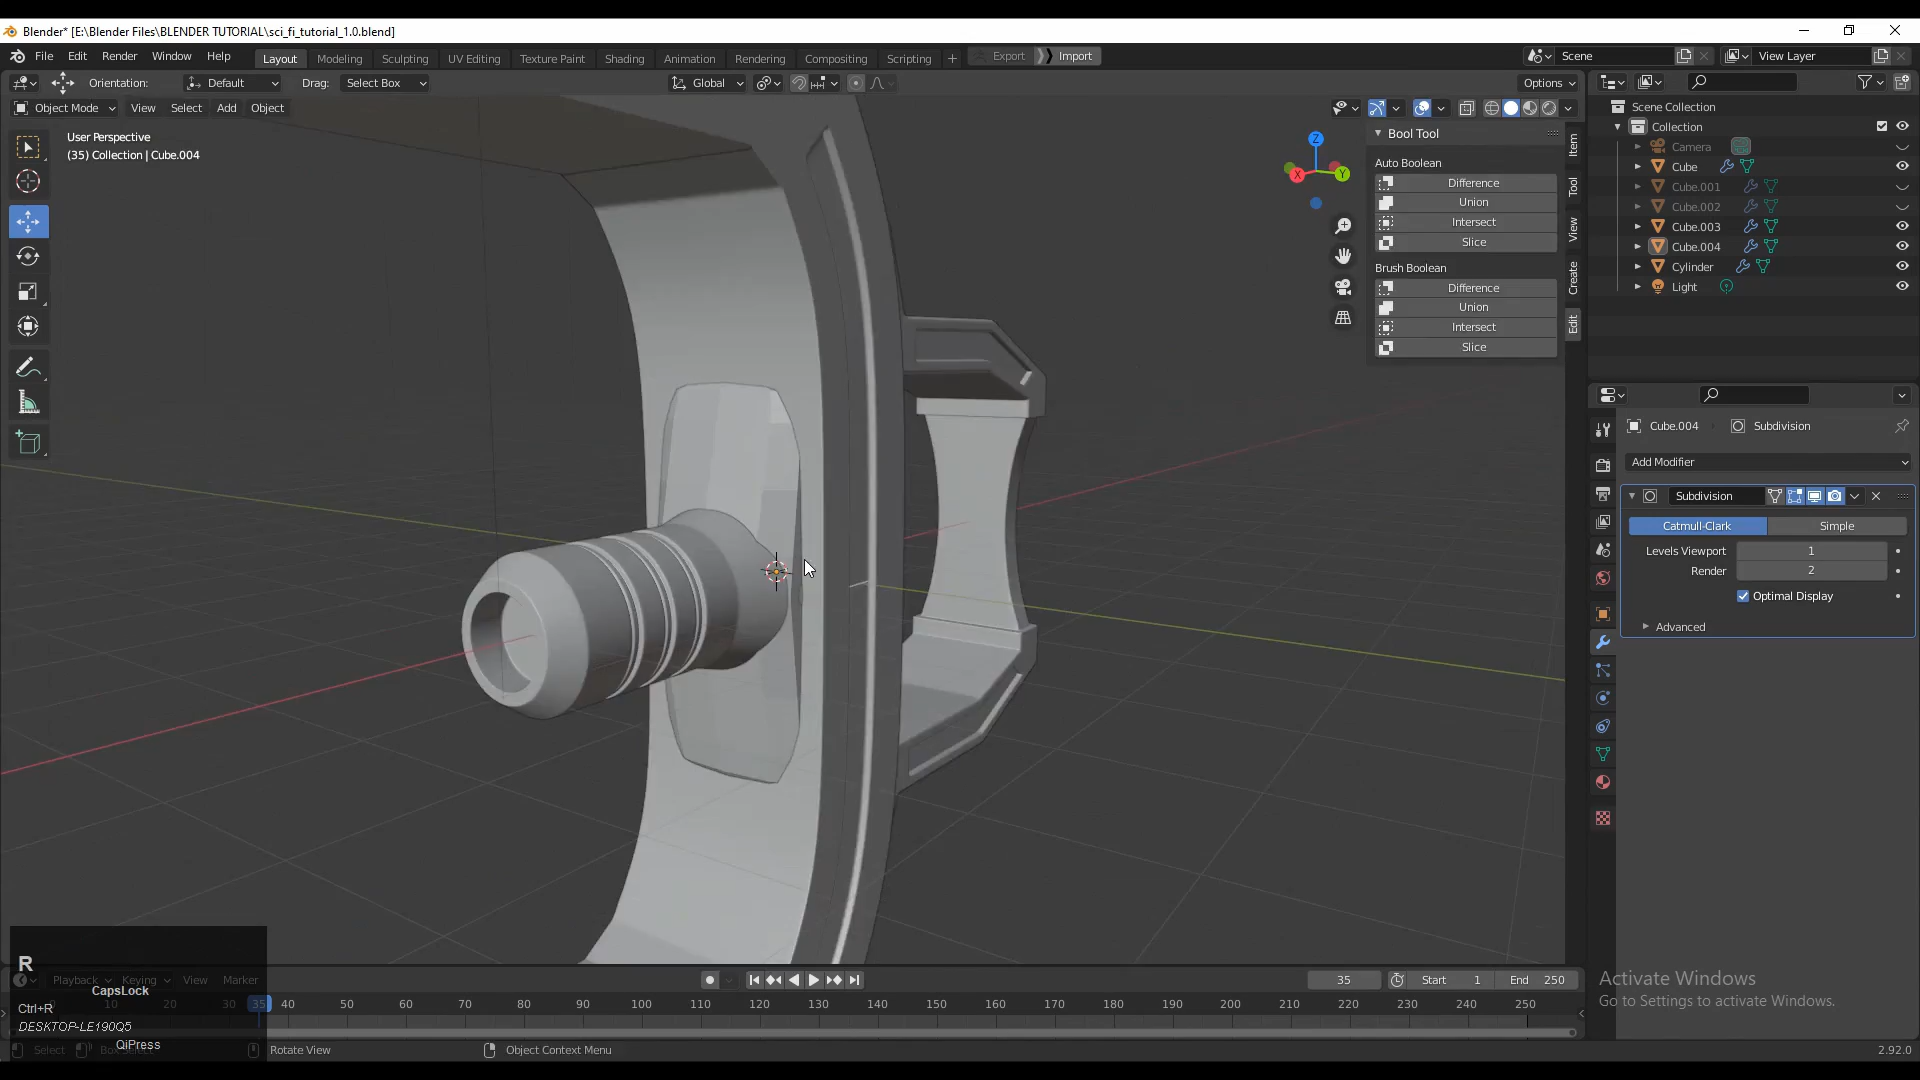 Blender* [E:\Blender Files\BLENDER TUTORIAL\sci_fi_tutorial_1.0.blend]
File Edit Render Window Help Layout Modeling Sculpting UV Editing Texture Paint Shading Animation Rendering Compositing Scripting + Export Import Scene View Layer
Orientation: Default Drag: Select Box Global Options
Object Mode View Select Add Object
User Perspective
(35) Collection | Cube.004
Bool Tool
Auto Boolean
Difference
Union
Intersect
Slice
Brush Boolean
Difference
Union
Intersect
Slice
Item
Tool
View
Create
Edit
X
Y
Z
Scene Collection
Collection
Camera
Cube
Cube.001
Cube.002
Cube.003
Cube.004
Cylinder
Light
Cube.004 Subdivision
Add Modifier
Subdivision
Catmull-Clark Simple
Levels Viewport 1
Render 2
Optimal Display
Advanced
R
Playback Keying View Marker 35 Start 1 End 250
CapsLock
10 20 30 35 40 50 60 70 80 90 100 110 120 130 140 150 160 170 180 190 200 210 220 230 240 250
Ctrl+R
DESKTOP-LE190Q5
QiPress
Select Box Select Rotate View Object Context Menu 2.92.0
Activate Windows
Go to Settings to activate Windows.